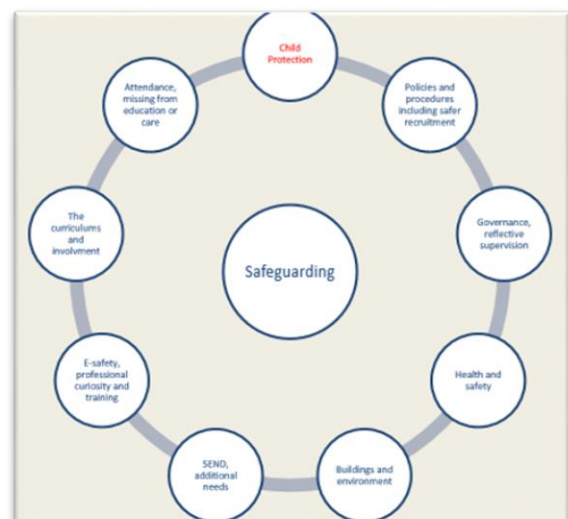 Child
Protection
Policies and
procedures
including safer
recruitment
Governance,
reflective
supervision
Health and
safety
Buildings and
environment
SEND,
additional
needs
E-safety,
professional
curiosity and
training
The
curriculums
and
involvment
Attendance,
missing from
education or
care
Safeguarding